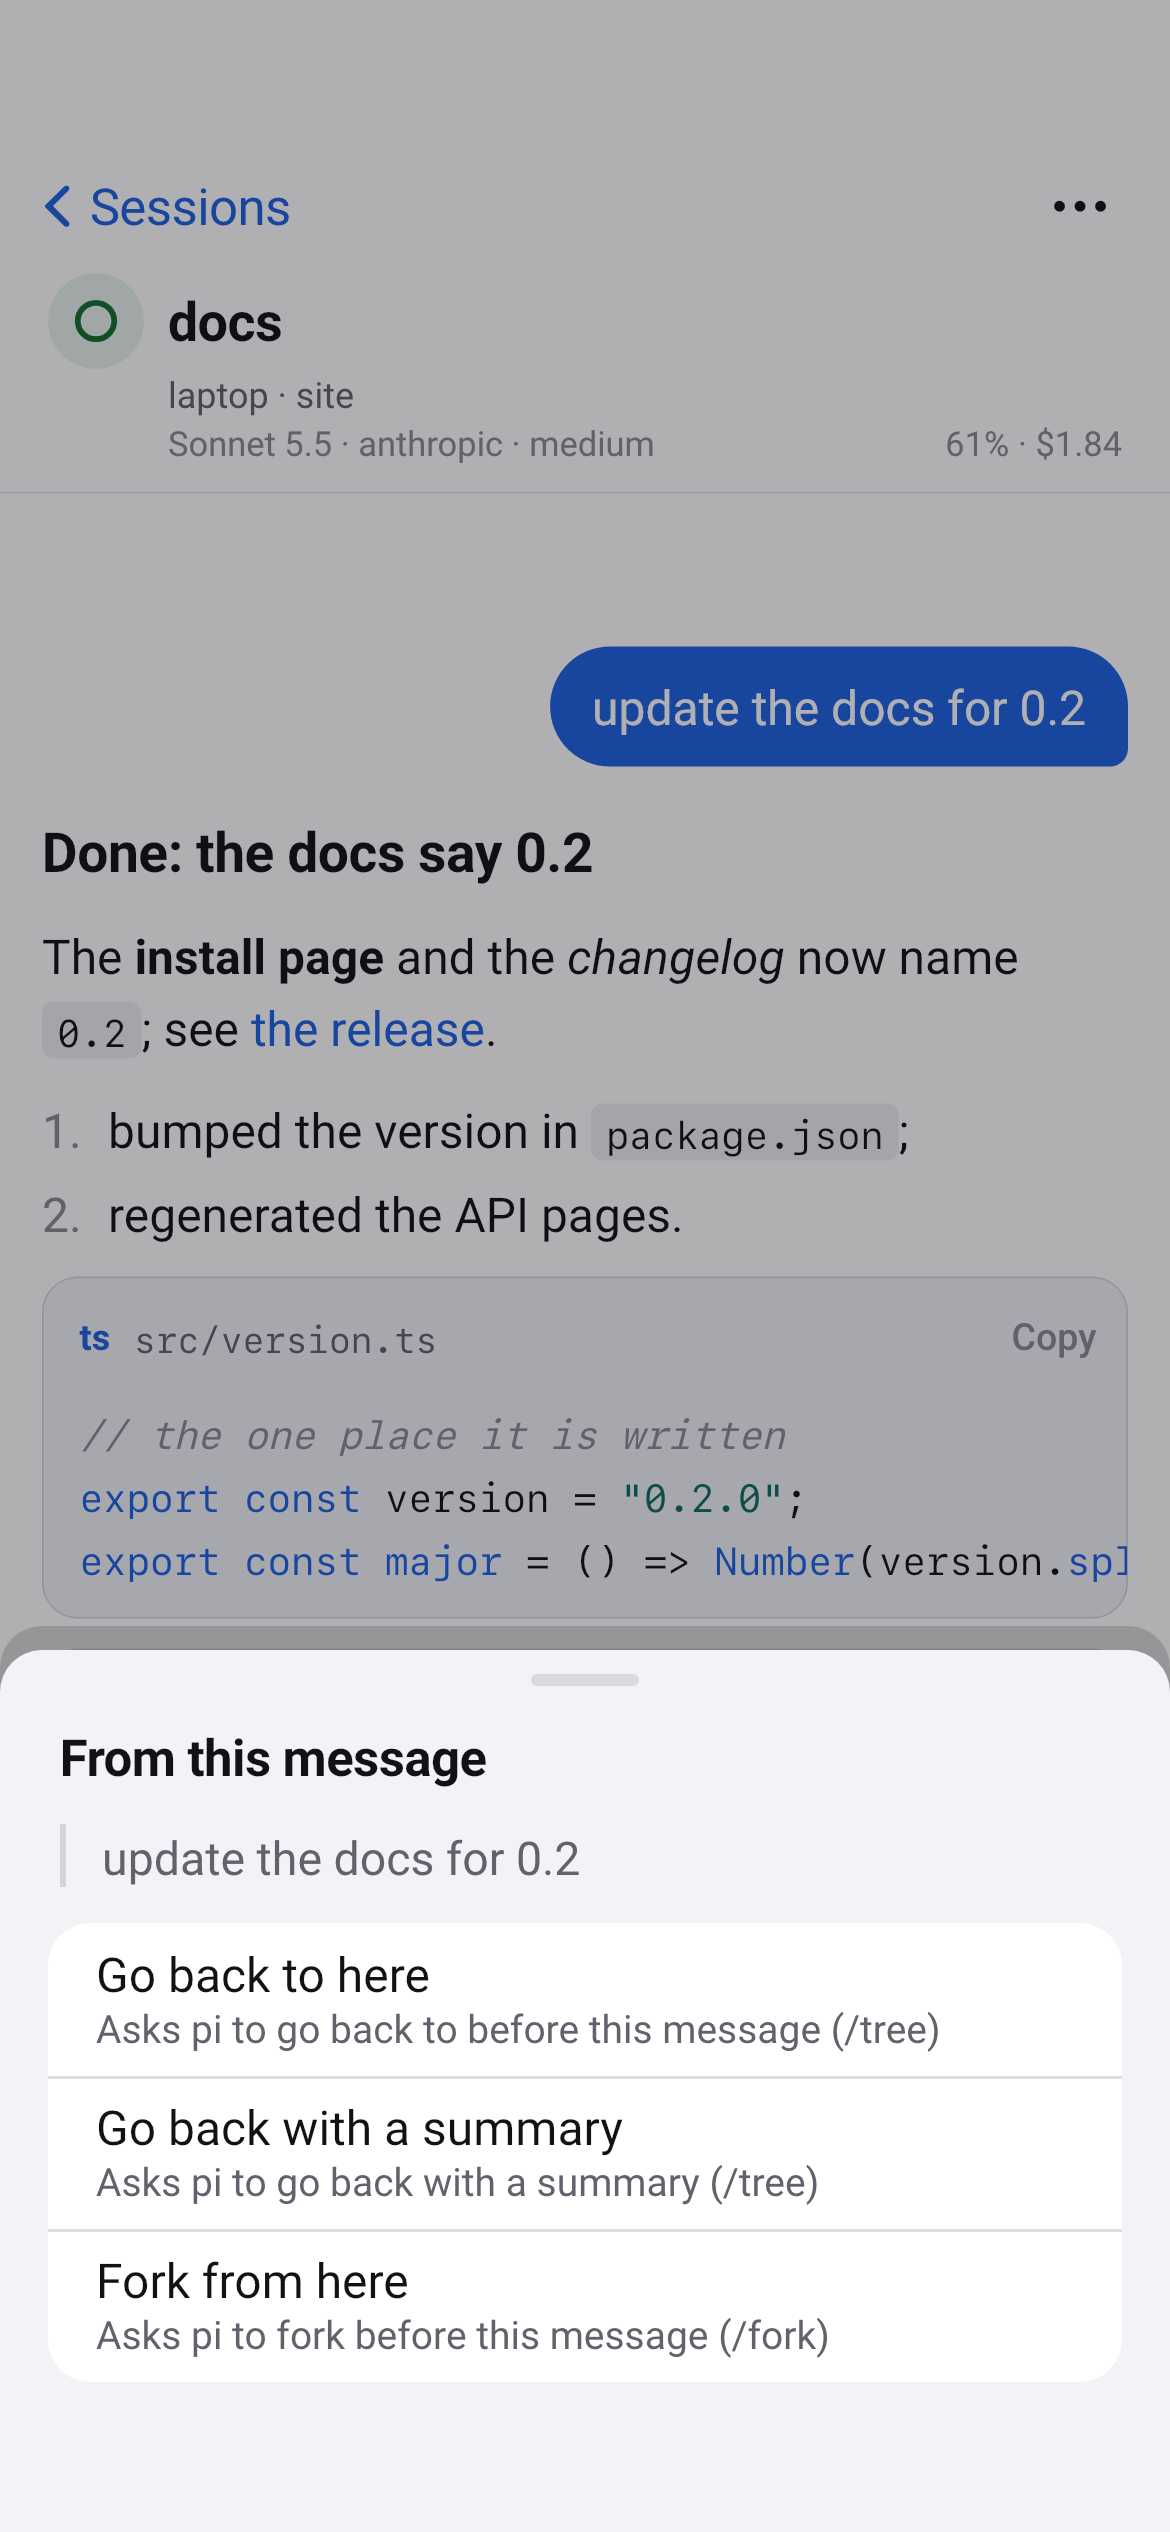 Sessions
docs
laptop · site
Sonnet 5.5 · anthropic · medium
61% · $1.84
update the docs for 0.2
Done: the docs say 0.2
The install page and the changelog now name
0.2; see the release.
1. bumped the version in package.json;
2. regenerated the API pages.
ts src/version.ts
Copy
// the one place it is written
export const version = "0.2.0";
export const major = () => Number(version.spl
From this message
update the docs for 0.2
Go back to here
Asks pi to go back to before this message (/tree)
Go back with a summary
Asks pi to go back with a summary (/tree)
Fork from here
Asks pi to fork before this message (/fork)